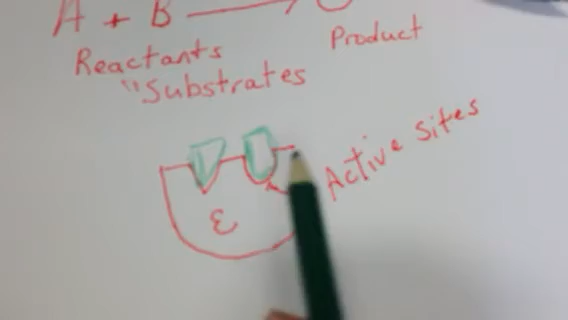 A + B
Reactants Product
"Substrates
Active Sites
E